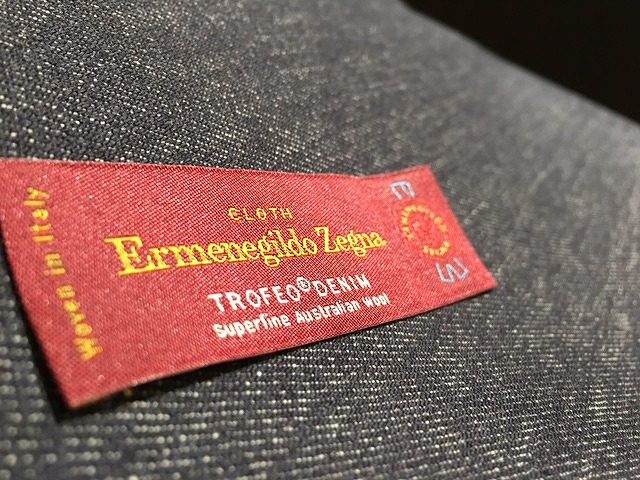 Woven in Italy
CLOTH
Ermenegildo Zegna
TROFEO® DENIM
Superfine Australian Wool
E
Z